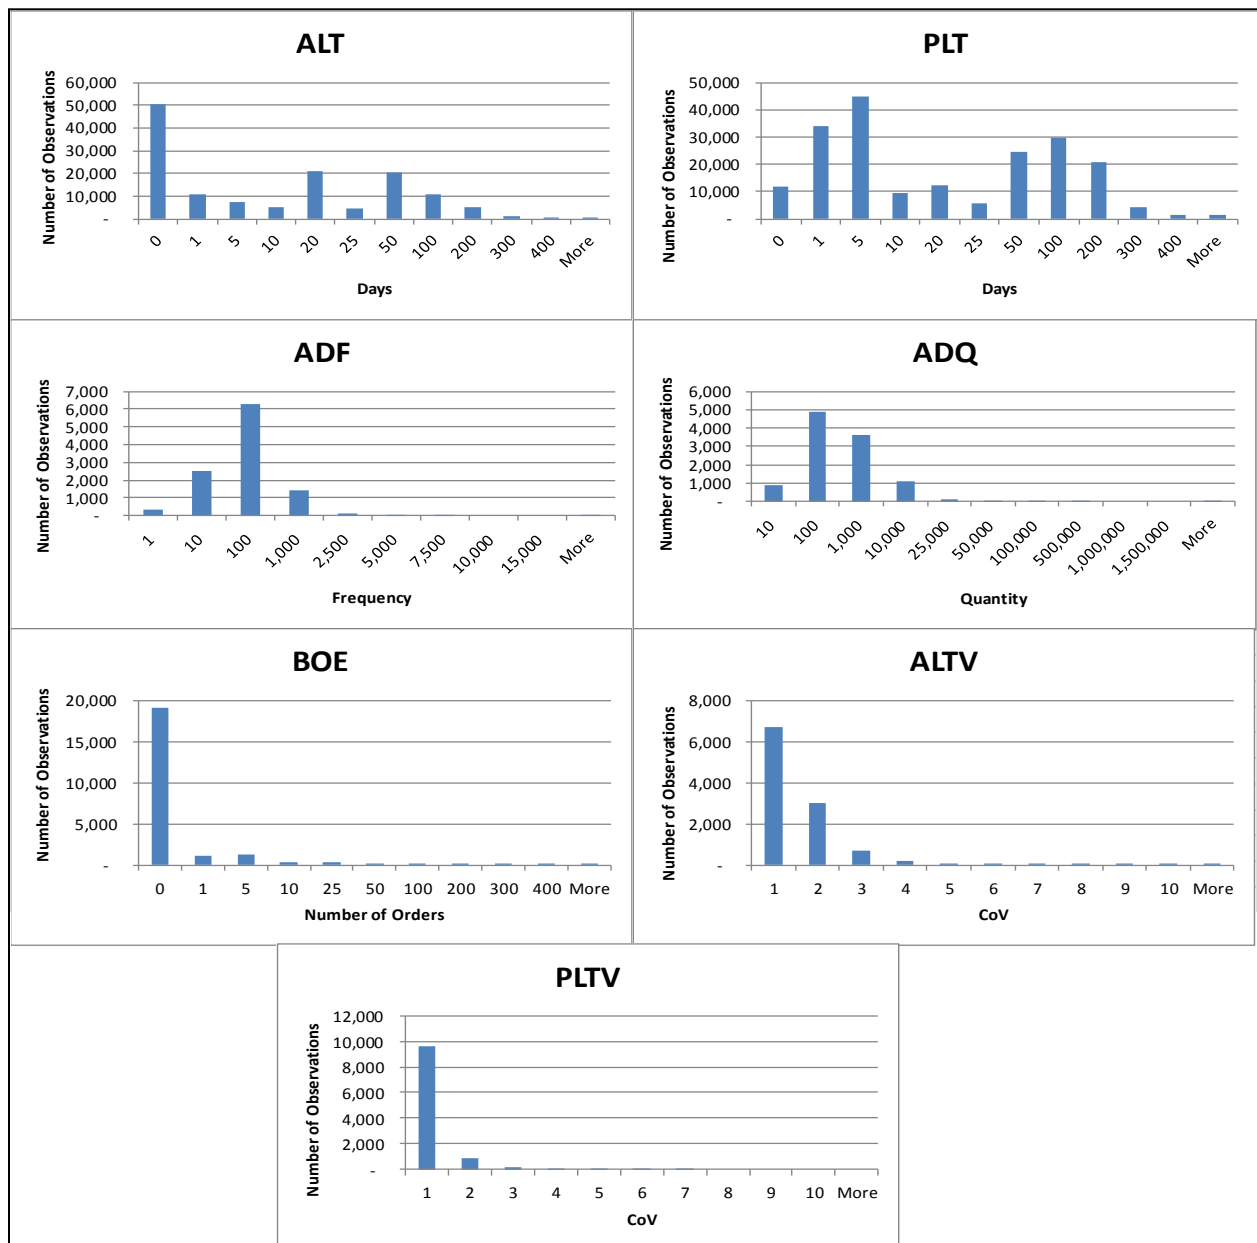 ALT
Number of Observations
60,000
50,000
40,000
30,000
20,000
10,000
-
0 1 5 10 20 25 50 100 200 300 400 More
Days
PLT
Number of Observations
50,000
40,000
30,000
20,000
10,000
-
0 1 5 10 20 25 50 100 200 300 400 More
Days
ADF
Number of Observations
7,000
6,000
5,000
4,000
3,000
2,000
1,000
-
1 10 100 1,000 2,500 5,000 7,500 10,000 15,000 More
Frequency
ADQ
Number of Observations
6,000
5,000
4,000
3,000
2,000
1,000
-
10 100 1,000 10,000 25,000 50,000 100,000 500,000 1,000,000 1,500,000 More
Quantity
BOE
Number of Observations
20,000
15,000
10,000
5,000
-
0 1 5 10 25 50 100 200 300 400 More
Number of Orders
ALTV
Number of Observations
8,000
6,000
4,000
2,000
-
1 2 3 4 5 6 7 8 9 10 More
CoV
PLTV
Number of Observations
12,000
10,000
8,000
6,000
4,000
2,000
-
1 2 3 4 5 6 7 8 9 10 More
CoV